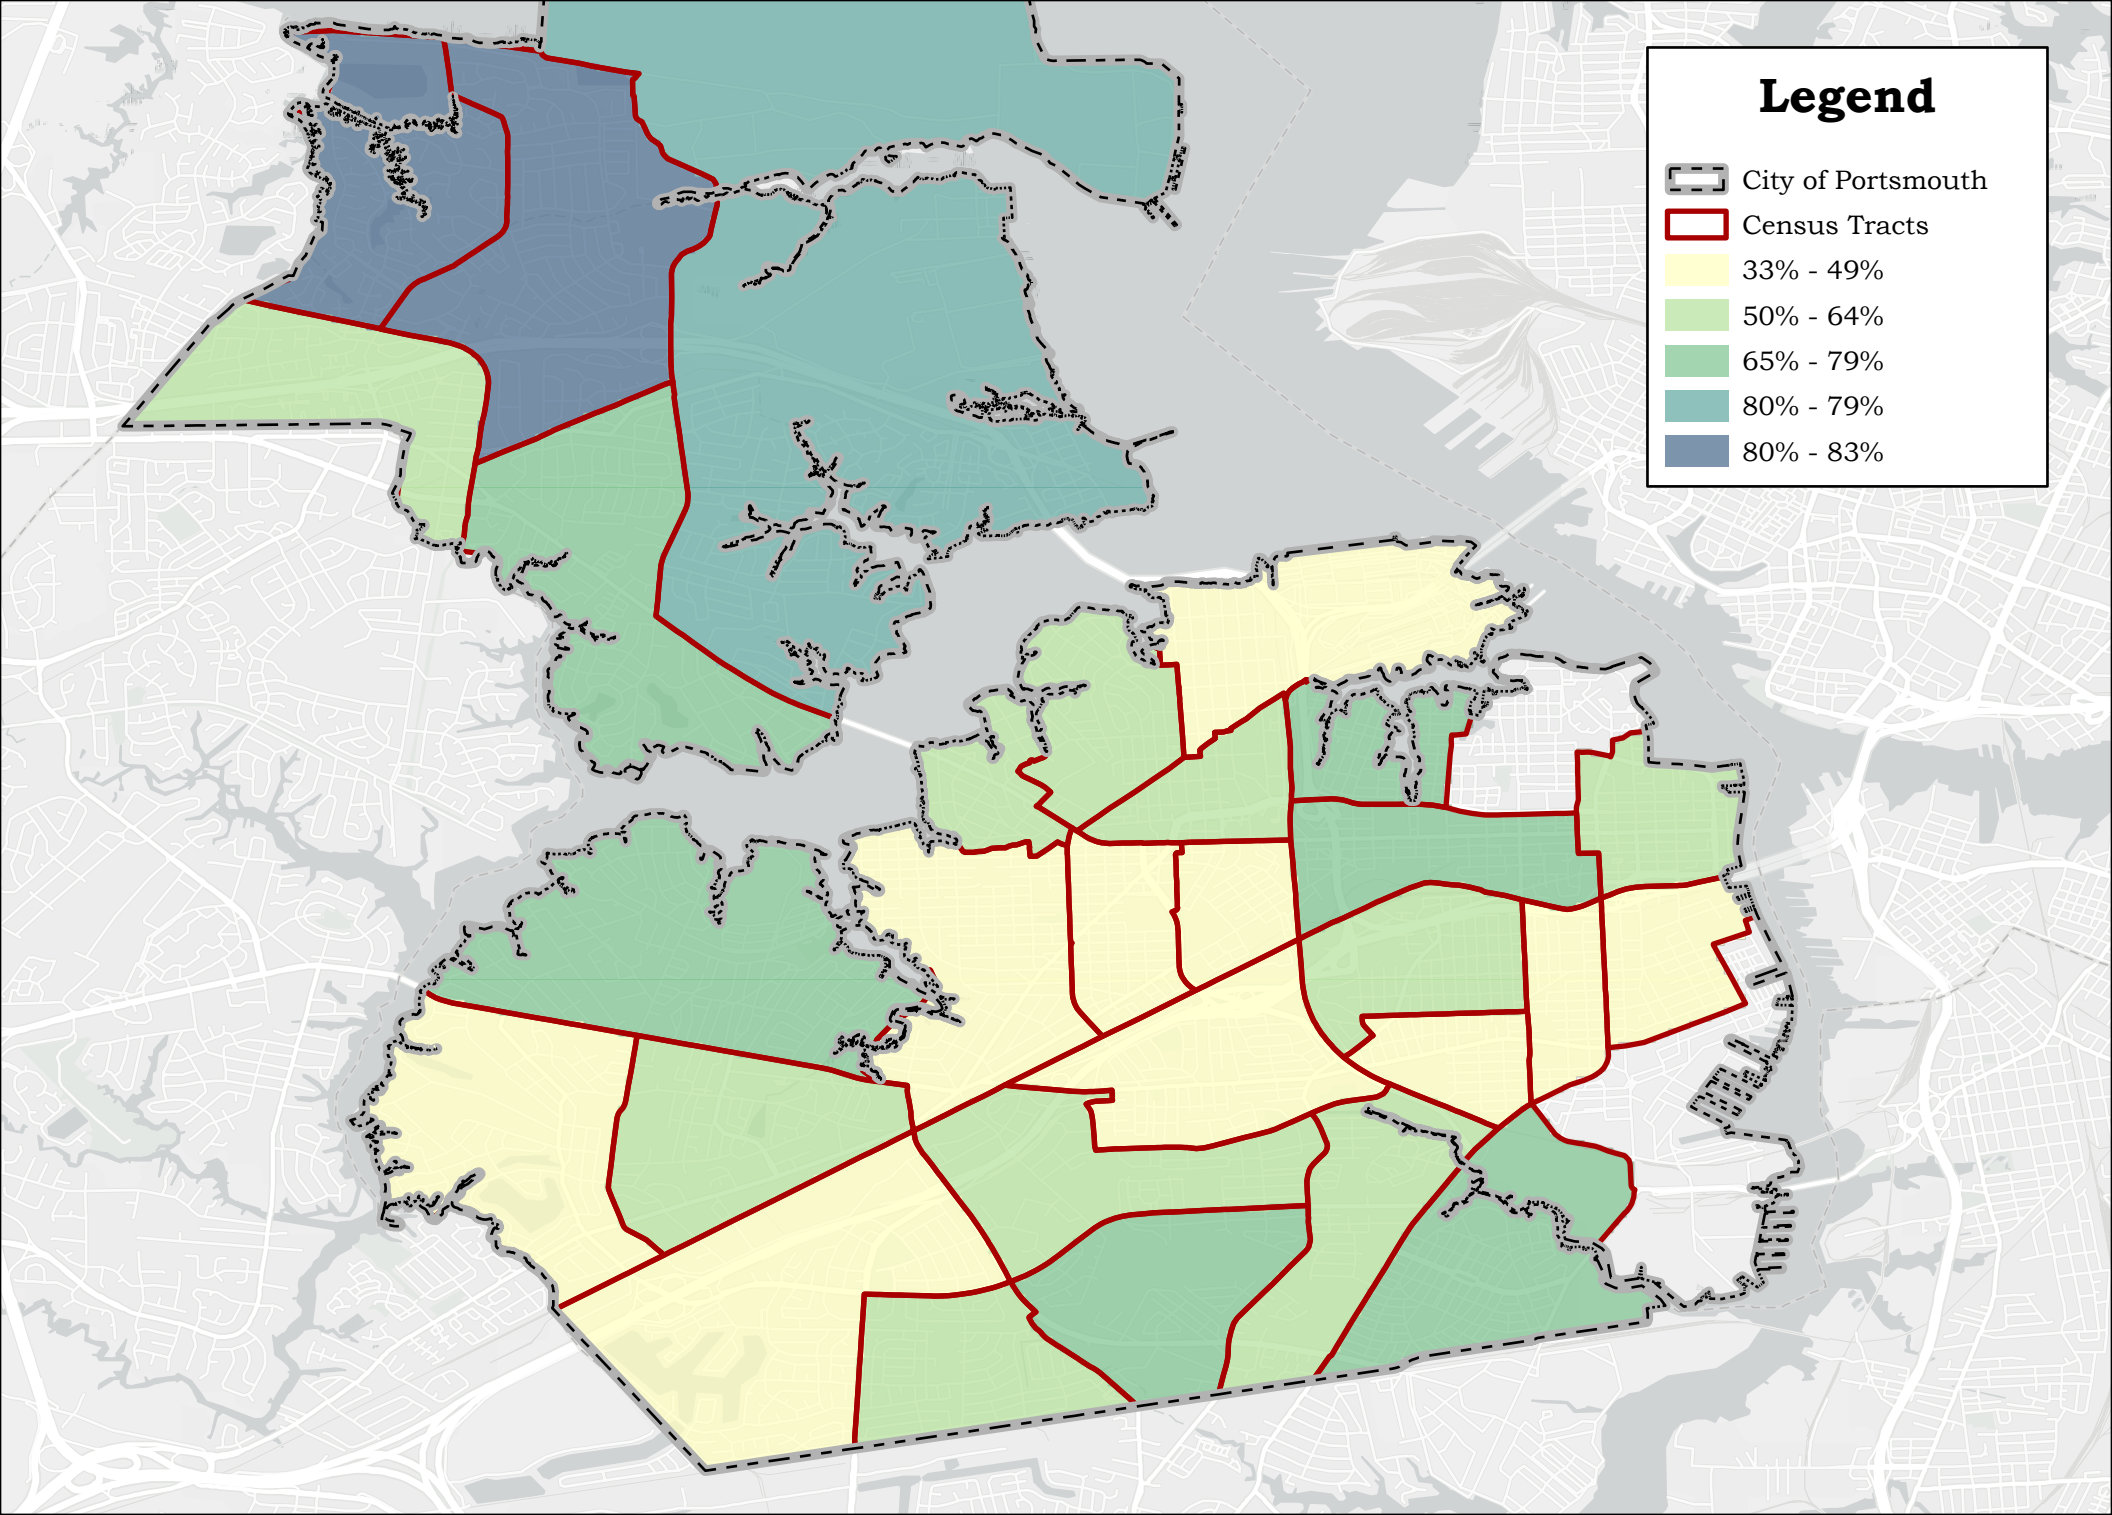 Legend
City of Portsmouth
Census Tracts
33% - 49%
50% - 64%
65% - 79%
80% - 79%
80% - 83%